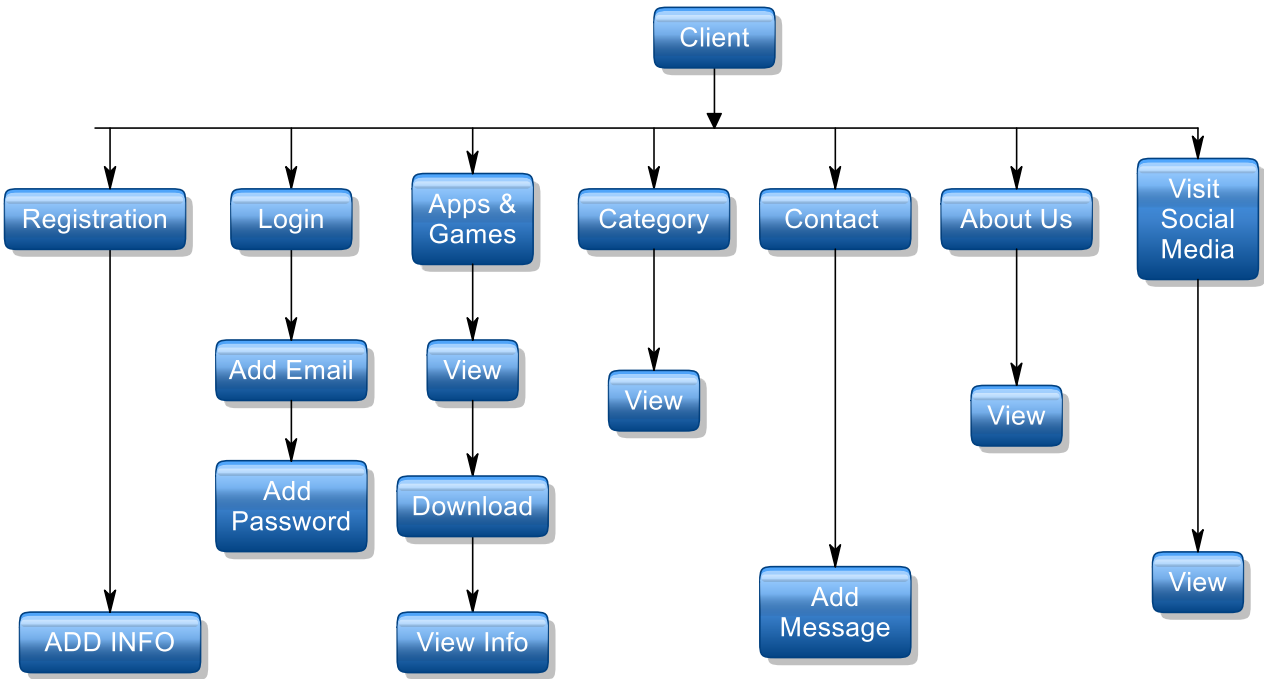 Client
Registration
Login
Apps &
Games
Category
Contact
About Us
Visit
Social
Media
Add Email
View
View
View
Add
Password
Download
View
ADD INFO
View Info
Add
Message